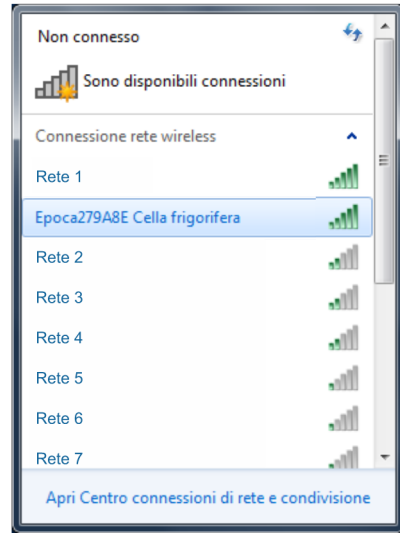 Non connesso
Sono disponibili connessioni
Connessione rete wireless
Rete 1
Epoca279A8E Cella frigorifera
Rete 2
Rete 3
Rete 4
Rete 5
Rete 6
Rete 7
Apri Centro connessioni di rete e condivisione